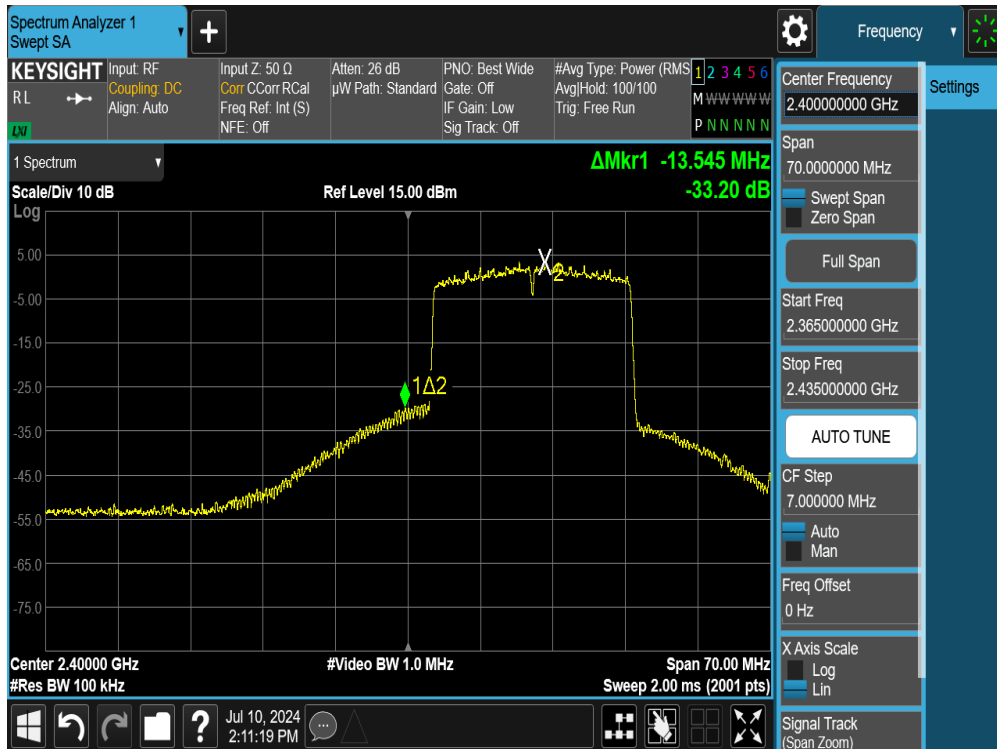 Spectrum Analyzer 1
Swept SA
+
Frequency
KEYSIGHT
R L
LXI
Input: RF
Coupling: DC
Align: Auto
Input Z: 50 Ω
Corr CCorr RCal
Freq Ref: Int (S)
NFE: Off
Atten: 26 dB
µW Path: Standard
PNO: Best Wide
Gate: Off
IF Gain: Low
Sig Track: Off
#Avg Type: Power (RMS
Avg|Hold: 100/100
Trig: Free Run
1 2 3 4 5 6
M W W W W W
P N N N N N
1 Spectrum
ΔMkr1 -13.545 MHz
-33.20 dB
Scale/Div 10 dB
Ref Level 15.00 dBm
Log
5.00
-5.00
-15.0
-25.0
-35.0
-45.0
-55.0
-65.0
-75.0
X
2
1Δ2
Center 2.40000 GHz
#Video BW 1.0 MHz
Span 70.00 MHz
#Res BW 100 kHz
Sweep 2.00 ms (2001 pts)
Settings
Center Frequency
2.400000000 GHz
Span
70.0000000 MHz
Swept Span
Zero Span
Full Span
Start Freq
2.365000000 GHz
Stop Freq
2.435000000 GHz
AUTO TUNE
CF Step
7.000000 MHz
Auto
Man
Freq Offset
0 Hz
X Axis Scale
Log
Lin
Signal Track
(Span Zoom)
?
Jul 10, 2024
2:11:19 PM